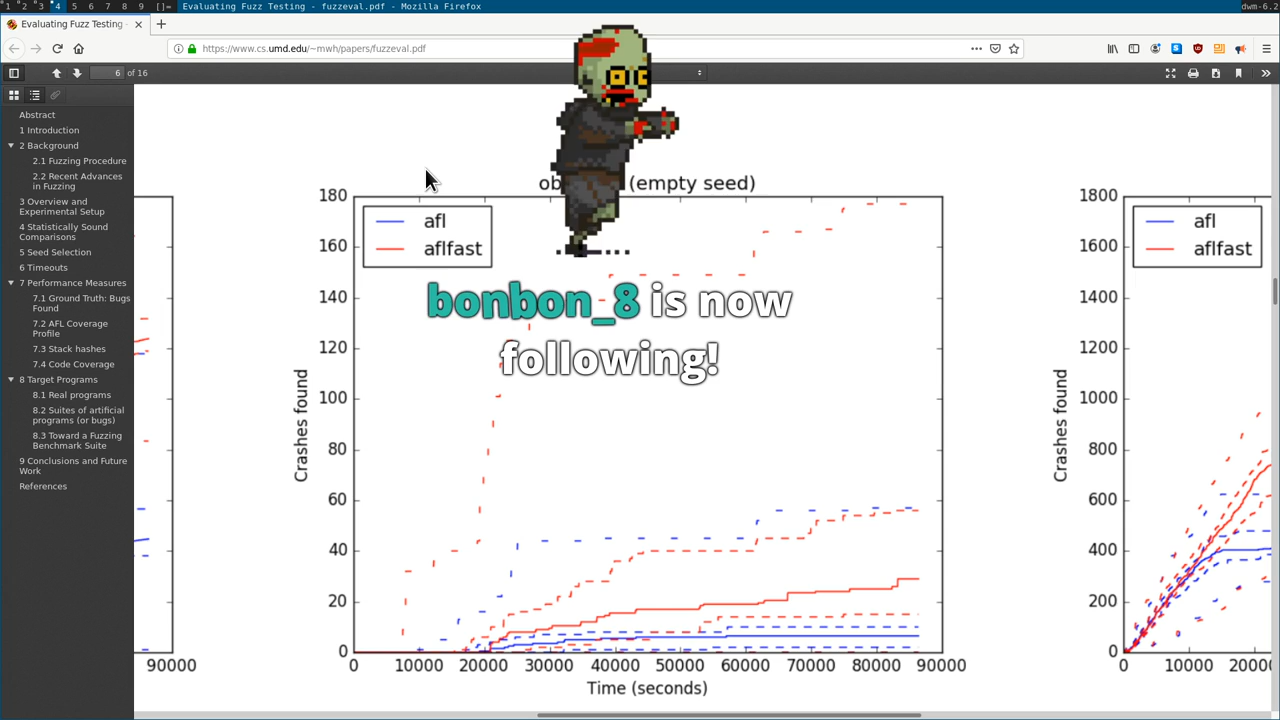 1 2 3 4 5 6 7 8 9 []= Evaluating Fuzz Testing - fuzzeval.pdf - Mozilla Firefox dwm-6.2
Evaluating Fuzz Testing
https://www.cs.umd.edu/~mwh/papers/fuzzeval.pdf
6 of 16
Abstract
1 Introduction
2 Background
2.1 Fuzzing Procedure
2.2 Recent Advances
in Fuzzing
3 Overview and
Experimental Setup
4 Statistically Sound
Comparisons
5 Seed Selection
6 Timeouts
7 Performance Measures
7.1 Ground Truth: Bugs
Found
7.2 AFL Coverage
Profile
7.3 Stack hashes
7.4 Code Coverage
8 Target Programs
8.1 Real programs
8.2 Suites of artificial
programs (or bugs)
8.3 Toward a Fuzzing
Benchmark Suite
9 Conclusions and Future
Work
References
90000
ob (empty seed)
afl
aflfast
bonbon_8 is now
following!
Crashes found
180
160
140
120
100
80
60
40
20
0
0 10000 20000 30000 40000 50000 60000 70000 80000 90000
Time (seconds)
afl
aflfast
Crashes found
1800
1600
1400
1200
1000
800
600
400
200
0
0 10000 2000